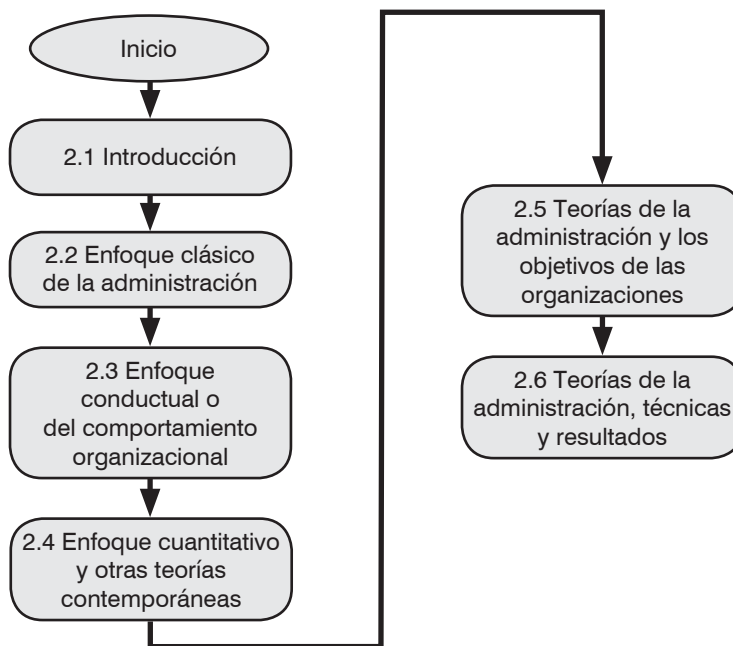 Inicio
2.1 Introducción
2.2 Enfoque clásico
de la administración
2.3 Enfoque
conductual o
del comportamiento
organizacional
2.4 Enfoque cuantitativo
y otras teorías
contemporáneas
2.5 Teorías de la
administración y los
objetivos de las
organizaciones
2.6 Teorías de la
administración, técnicas
y resultados